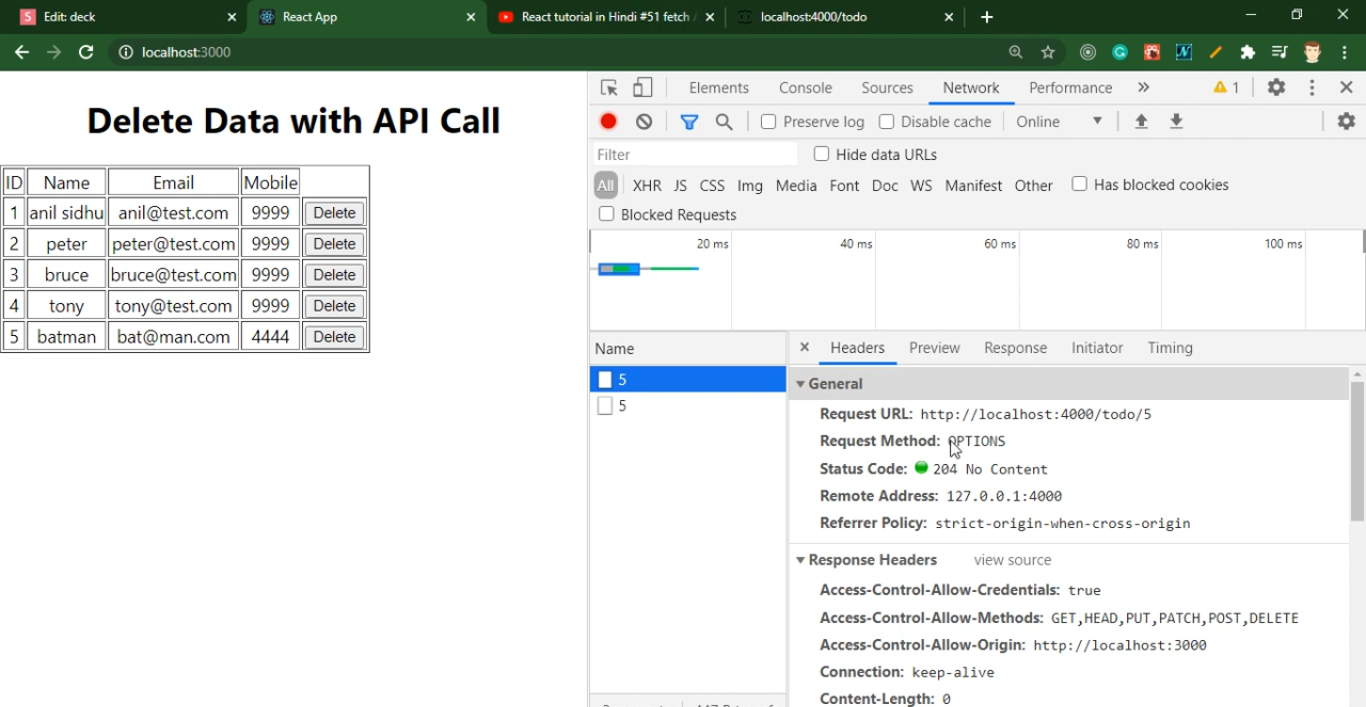 Edit: deck
React App
React tutorial in Hindi #51 fetch
localhost:4000/todo
localhost:3000
Delete Data with API Call
ID Name Email Mobile
1 anil sidhu anil@test.com 9999 Delete
2 peter peter@test.com 9999 Delete
3 bruce bruce@test.com 9999 Delete
4 tony tony@test.com 9999 Delete
5 batman bat@man.com 4444 Delete
Elements Console Sources Network Performance » 1
Preserve log Disable cache Online
Filter Hide data URLs
All XHR JS CSS Img Media Font Doc WS Manifest Other Has blocked cookies
Blocked Requests
20 ms 40 ms 60 ms 80 ms 100 ms
Name
5
5
Headers Preview Response Initiator Timing
General
Request URL: http://localhost:4000/todo/5
Request Method: OPTIONS
Status Code: 204 No Content
Remote Address: 127.0.0.1:4000
Referrer Policy: strict-origin-when-cross-origin
Response Headers view source
Access-Control-Allow-Credentials: true
Access-Control-Allow-Methods: GET,HEAD,PUT,PATCH,POST,DELETE
Access-Control-Allow-Origin: http://localhost:3000
Connection: keep-alive
Content-Length: 0